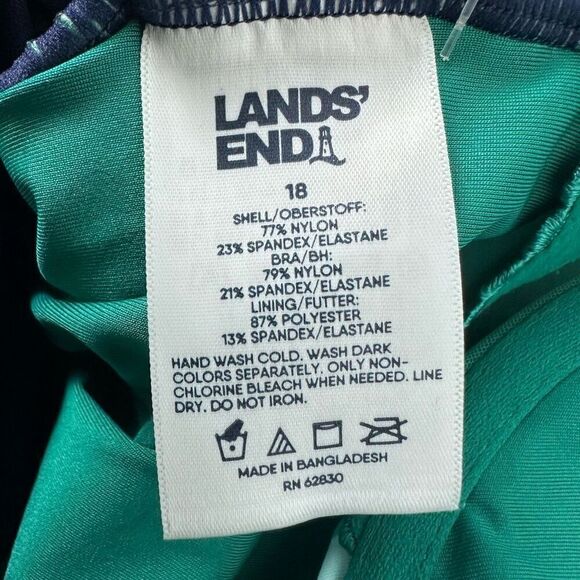 LANDS'
END
18
SHELL/OBERSTOFF:
77% NYLON
23% SPANDEX/ELASTANE
BRA/BH:
79% NYLON
21% SPANDEX/ELASTANE
LINING/FUTTER:
87% POLYESTER
13% SPANDEX/ELASTANE
HAND WASH COLD. WASH DARK
COLORS SEPARATELY. ONLY NON-
CHLORINE BLEACH WHEN NEEDED. LINE
DRY. DO NOT IRON.
MADE IN BANGLADESH
RN 62830